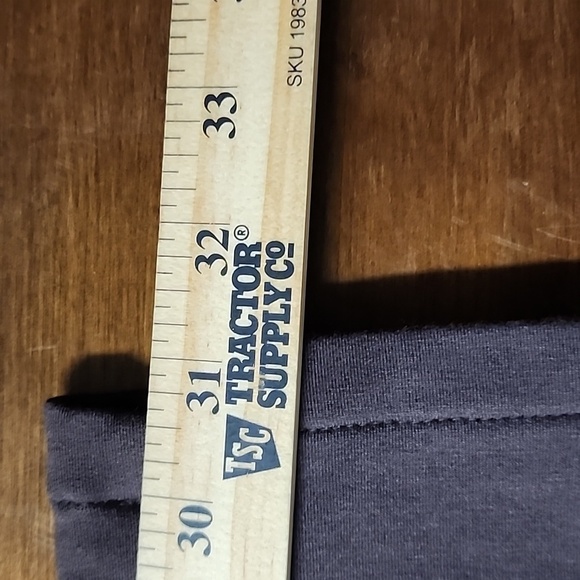 SKU 1983
33
32
TRACTOR®
SUPPLY Cº
TSC
31
30